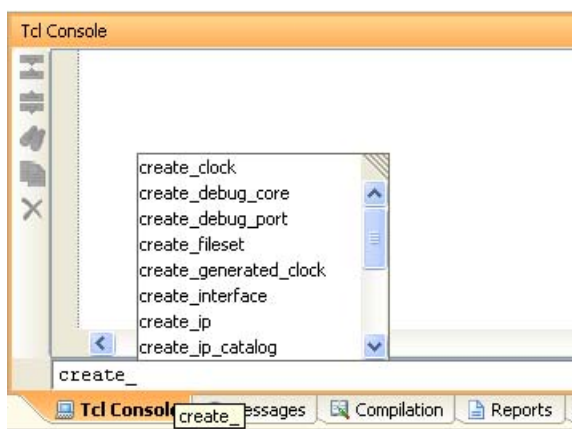 Tcl Console
create_clock
create_debug_core
create_debug_port
create_fileset
create_generated_clock
create_interface
create_ip
create_ip_catalog
create_
Tcl Console essages Compilation Reports
create_